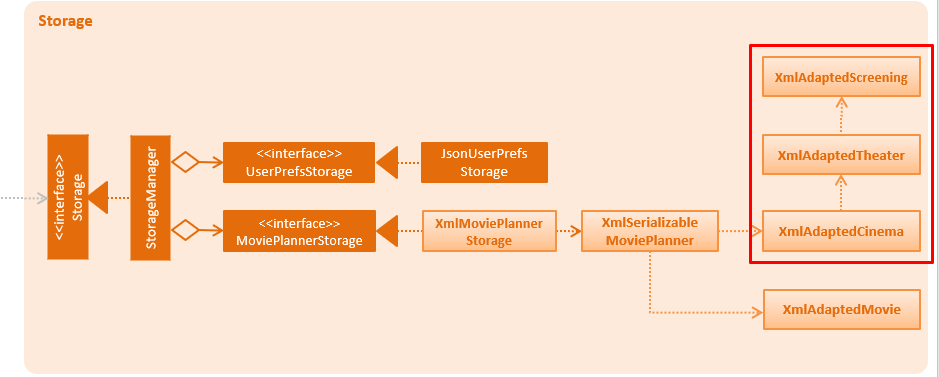 Storage
<<interface>>
Storage
StorageManager
<<interface>>
UserPrefsStorage
JsonUserPrefs
Storage
<<interface>>
MoviePlannerStorage
XmlMoviePlanner
Storage
XmlSerializable
MoviePlanner
XmlAdaptedScreening
XmlAdaptedTheater
XmlAdaptedCinema
XmlAdaptedMovie